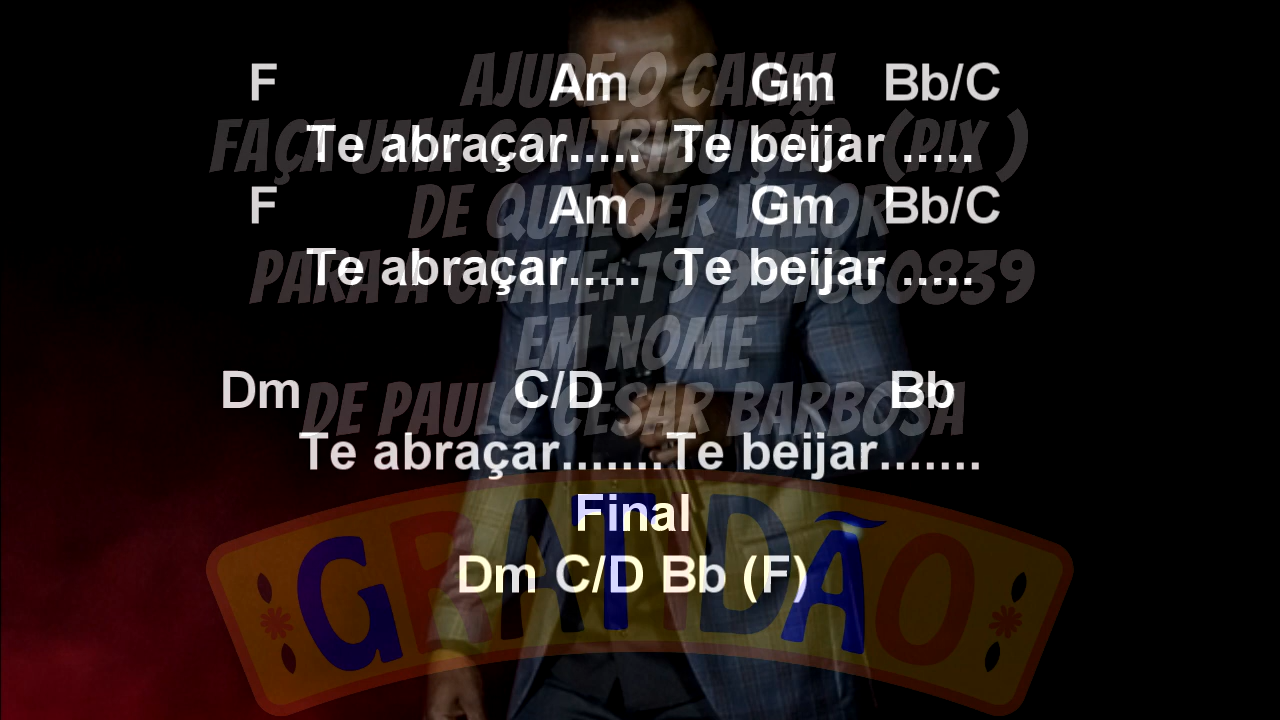 F Am Gm Bb/C
Te abraçar..... Te beijar .....
F Am Gm Bb/C
Te abraçar..... Te beijar .....
Dm C/D Bb
Te abraçar.......Te beijar.......
Final
Dm C/D Bb (F)
AJUDE O CANAL
FAÇA UMA CONTRIBUIÇÃO (PIX)
DE QUALQER VALOR
PARA A CHAVE:
EM NOME
DE PAULO CESAR BARBOSA
GRATIDÃO